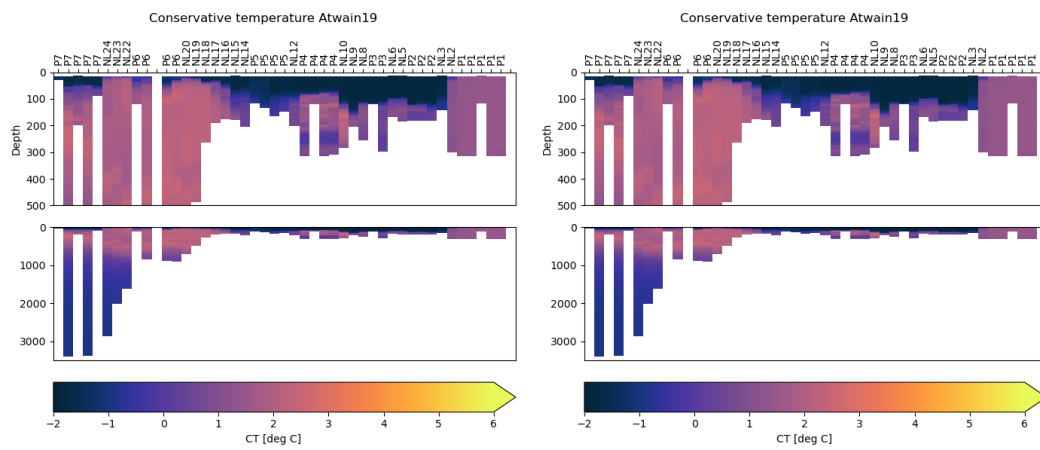 Conservative temperature Atwain19
P7 P7 P7 P7 P7 NL24 NL23 NL22 P6 P6 P6 P6 NL20 NL19 NL18 NL17 NL16 NL15 NL14 P5 P5 P5 P5 NL12 P4 P4 P4 P4 NL10 NL9 NL8 P3 P3 NL6 NL5 P2 P2 P2 NL3 NL2 P1 P1 P1 P1
0
100
200
300
400
500
Depth
0
1000
2000
3000
−2 −1 0 1 2 3 4 5 6
CT [deg C]
Conservative temperature Atwain19
P7 P7 P7 P7 P7 NL24 NL23 NL22 P6 P6 P6 P6 NL20 NL19 NL18 NL17 NL16 NL15 NL14 P5 P5 P5 P5 NL12 P4 P4 P4 P4 NL10 NL9 NL8 P3 P3 NL6 NL5 P2 P2 P2 NL3 NL2 P1 P1 P1 P1
0
100
200
300
400
500
Depth
0
1000
2000
3000
−2 −1 0 1 2 3 4 5 6
CT [deg C]